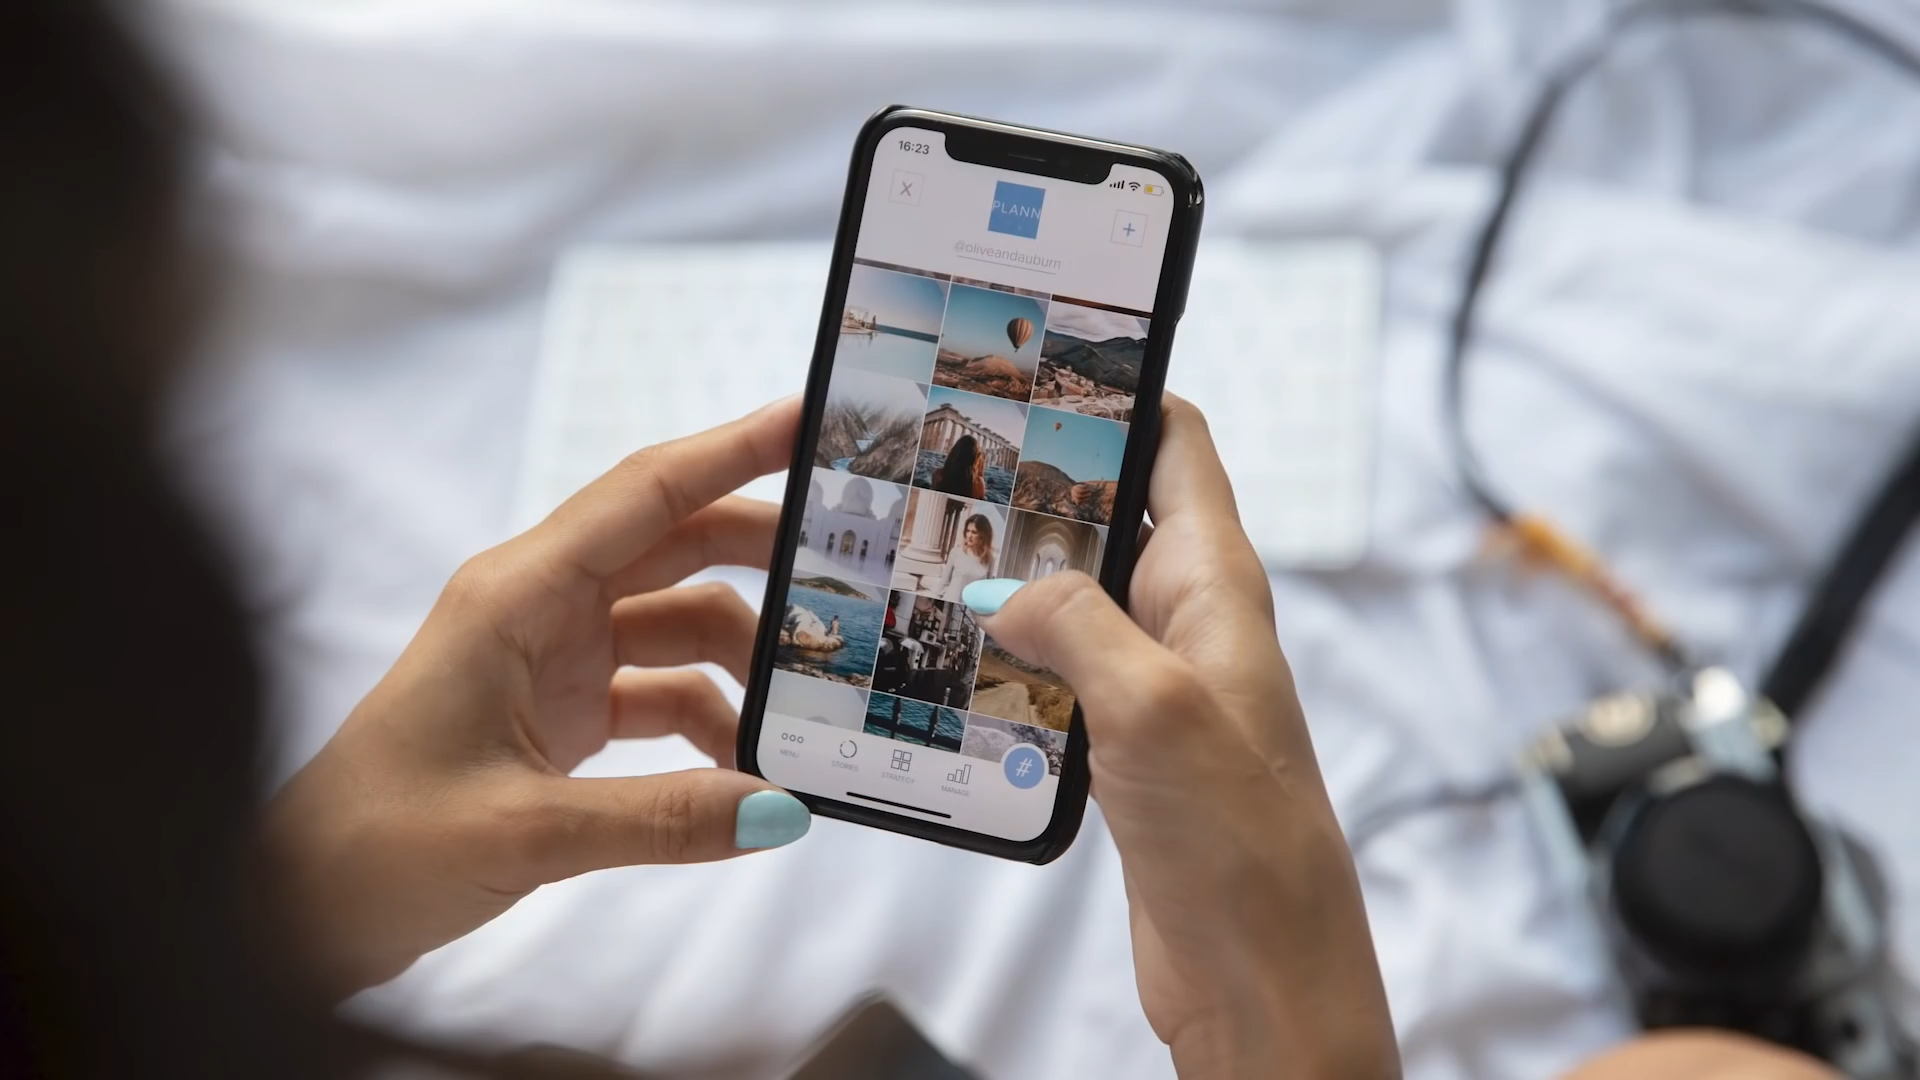 16:23
X
PLANN
+
@oliveandauburn
MENU
STORIES
STRATEGY
MANAGE
#